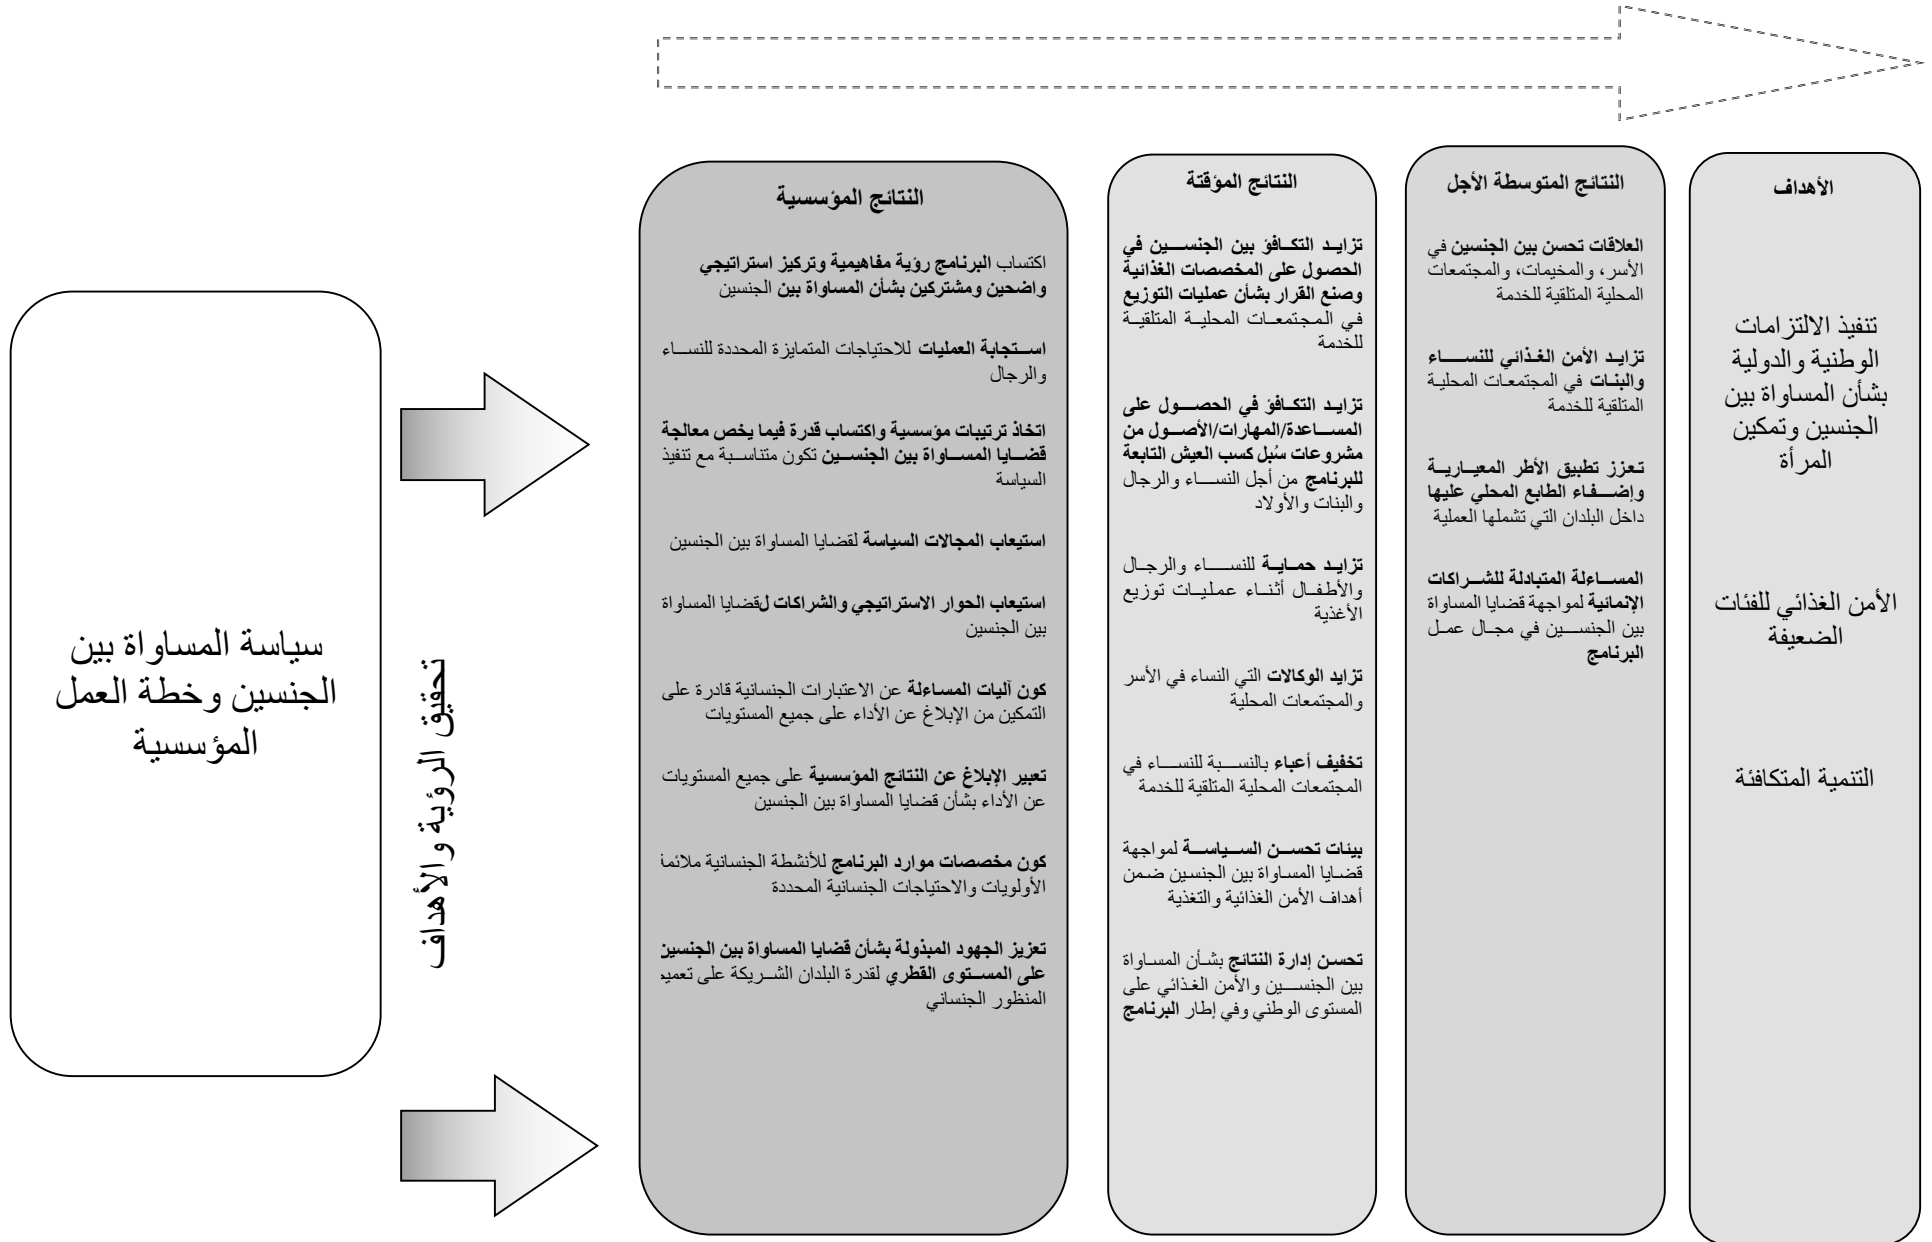 سياسة المساواة بين
الجنسين وخطة العمل
المؤسسية
تحقيق الرؤية والأهداف
النتائج المؤسسية
اكتساب البرنامج رؤية مفاهيمية وتركيز استراتيجي
واضحين ومشتركين بشأن المساواة بين الجنسين
استجابة العمليات للاحتياجات المتمايزة المحددة للنساء
والرجال
اتخاذ ترتيبات مؤسسية واكتساب قدرة فيما يخص معالجة
قضايا المساواة بين الجنسين تكون متناسبة مع تنفيذ
السياسة
استيعاب المجالات السياسة لقضايا المساواة بين الجنسين
استيعاب الحوار الاستراتيجي والشراكات لقضايا المساواة
بين الجنسين
كون آليات المساءلة عن الاعتبارات الجنسانية قادرة على
التمكين من الإبلاغ عن الأداء على جميع المستويات
تعبير الإبلاغ عن النتائج المؤسسية على جميع المستويات
عن الأداء بشأن قضايا المساواة بين الجنسين
كون مخصصات موارد البرنامج للأنشطة الجنسانية ملائمة
الأولويات والاحتياجات الجنسانية المحددة
تعزيز الجهود المبذولة بشأن قضايا المساواة بين الجنسين
على المستوى القطري لقدرة البلدان الشريكة على تعميم
المنظور الجنساني
النتائج المؤقتة
تزايد التكافؤ بين الجنسين في
الحصول على المخصصات الغذائية
وصنع القرار بشأن عمليات التوزيع
في المجتمعات المحلية المتلقية
للخدمة
تزايد التكافؤ في الحصول على
المساعدة/المهارات/الأصول من
مشروعات سُبل كسب العيش التابعة
للبرنامج من أجل النساء والرجال
والبنات والأولاد
تزايد حماية للنساء والرجال
والأطفال أثناء عمليات توزيع
الأغذية
تزايد الوكالات التي النساء في الأسر
والمجتمعات المحلية
تخفيف أعباء بالنسبة للنساء في
المجتمعات المحلية المتلقية للخدمة
بيئات تحسن السياسة لمواجهة
قضايا المساواة بين الجنسين ضمن
أهداف الأمن الغذائية والتغذية
تحسن إدارة النتائج بشأن المساواة
بين الجنسين والأمن الغذائي على
المستوى الوطني وفي إطار البرنامج
النتائج المتوسطة الأجل
العلاقات تحسن بين الجنسين في
الأسر، والمخيمات، والمجتمعات
المحلية المتلقية للخدمة
تزايد الأمن الغذائي للنساء
والبنات في المجتمعات المحلية
المتلقية للخدمة
تعزز تطبيق الأطر المعيارية
وإضفاء الطابع المحلي عليها
داخل البلدان التي تشملها العملية
المساءلة المتبادلة للشراكات
الإنمائية لمواجهة قضايا المساواة
بين الجنسين في مجال عمل
البرنامج
الأهداف
تنفيذ الالتزامات
الوطنية والدولية
بشأن المساواة بين
الجنسين وتمكين
المرأة
الأمن الغذائي للفئات
الضعيفة
التنمية المتكافئة